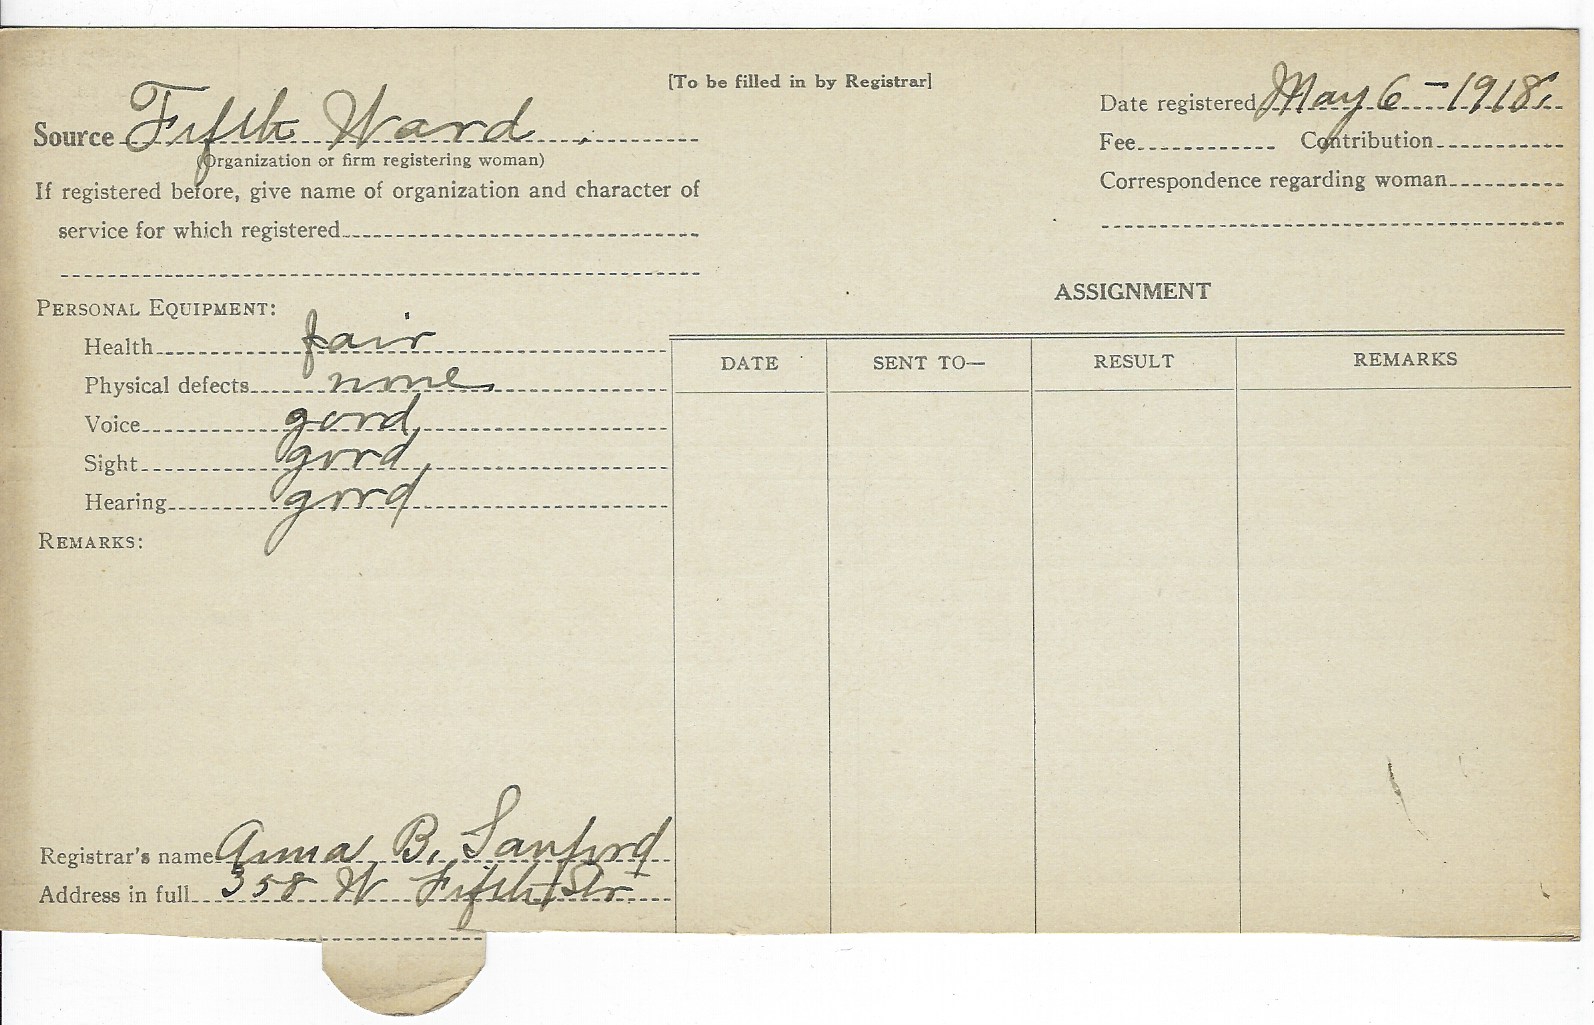 [To be filled in by Registrar]
Source Fifth Ward.
(Organization or firm registering woman)
If registered before, give name of organization and character of
service for which registered
Date registered May 6 - 1918.
Fee Contribution
Correspondence regarding woman
PERSONAL EQUIPMENT:
Health fair
Physical defects none
Voice good
Sight good
Hearing good
REMARKS:
ASSIGNMENT
DATE SENT TO— RESULT REMARKS
Registrar's name Anna B. Sanford
Address in full 358 W Fifth Str.